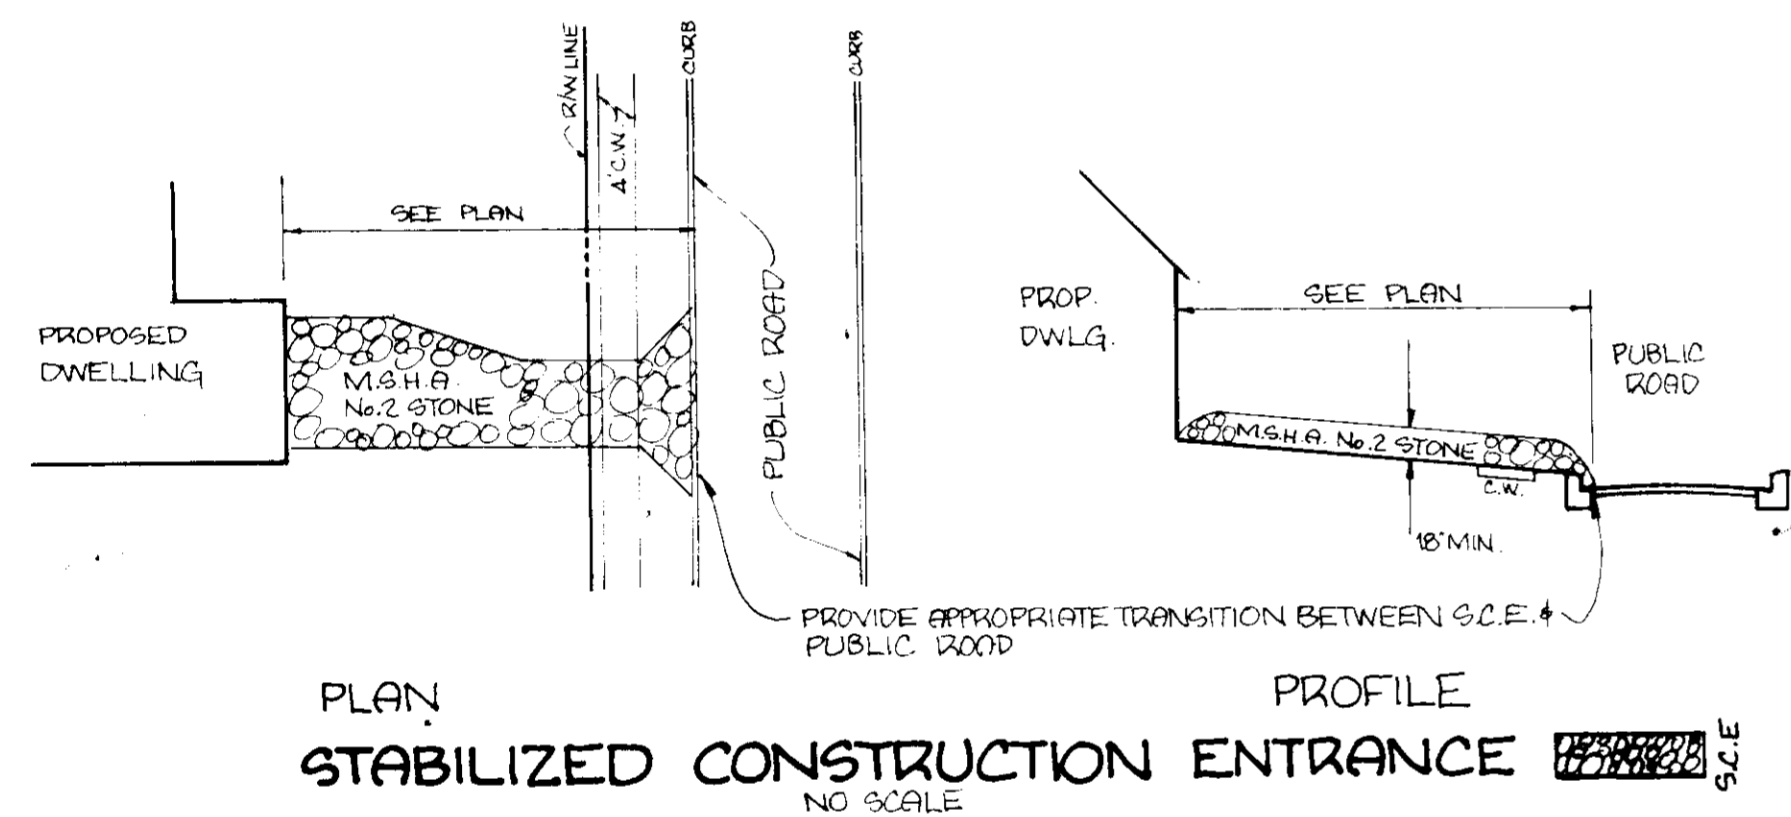 R/W LINE
4' C.W.
CURB
CURB
SEE PLAN
PROPOSED
DWELLING
M.S.H.A.
No.2 STONE
PUBLIC ROAD
PROP.
DWLG.
SEE PLAN
PUBLIC
ROAD
M.S.H.A. No.2 STONE
C.W.
18" MIN.
PROVIDE APPROPRIATE TRANSITION BETWEEN S.C.E. &
PUBLIC ROAD
PLAN
PROFILE
STABILIZED CONSTRUCTION ENTRANCE
S.C.E
NO SCALE